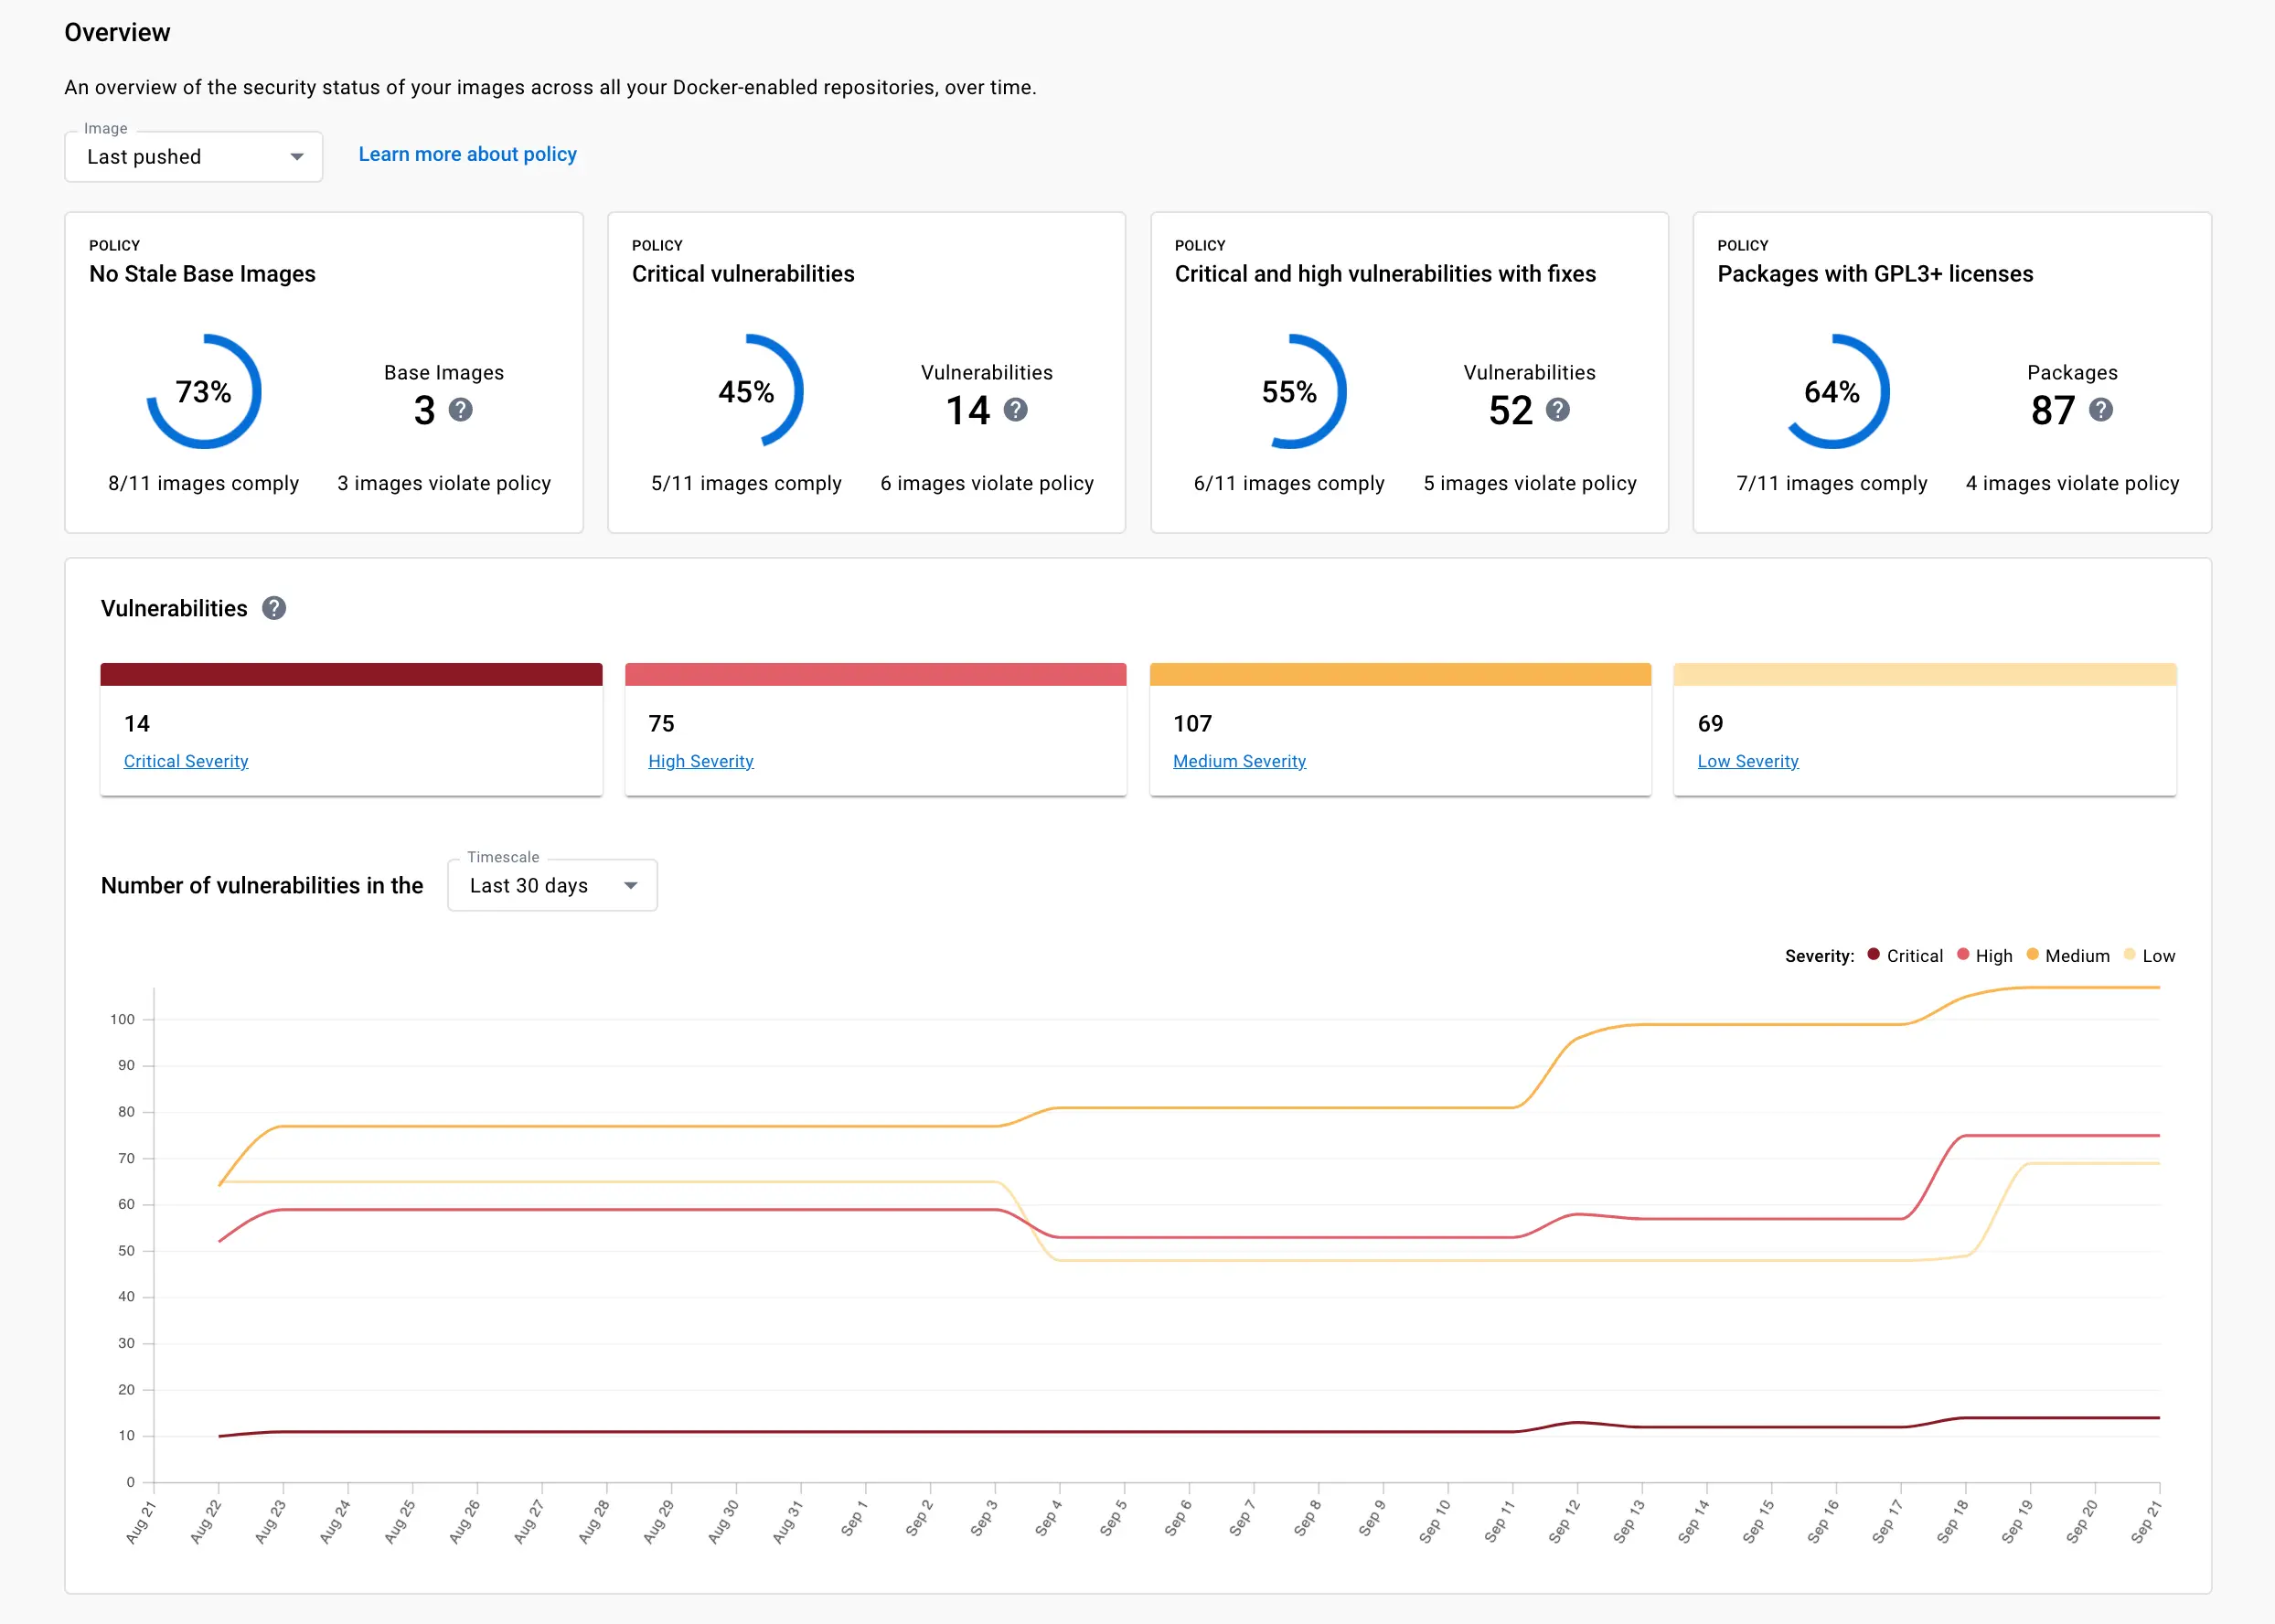 Overview
An overview of the security status of your images across all your Docker-enabled repositories, over time.
Image
Last pushed
Learn more about policy
POLICY
No Stale Base Images
73%
Base Images
3 ?
8/11 images comply
3 images violate policy
POLICY
Critical vulnerabilities
45%
Vulnerabilities
14 ?
5/11 images comply
6 images violate policy
POLICY
Critical and high vulnerabilities with fixes
55%
Vulnerabilities
52 ?
6/11 images comply
5 images violate policy
POLICY
Packages with GPL3+ licenses
64%
Packages
87 ?
7/11 images comply
4 images violate policy
Vulnerabilities ?
14
Critical Severity
75
High Severity
107
Medium Severity
69
Low Severity
Number of vulnerabilities in the
Timescale
Last 30 days
Severity: Critical High Medium Low
100
90
80
70
60
50
40
30
20
10
0
Aug 21
Aug 22
Aug 23
Aug 24
Aug 25
Aug 26
Aug 27
Aug 28
Aug 29
Aug 30
Aug 31
Sep 1
Sep 2
Sep 3
Sep 4
Sep 5
Sep 6
Sep 7
Sep 8
Sep 9
Sep 10
Sep 11
Sep 12
Sep 13
Sep 14
Sep 15
Sep 16
Sep 17
Sep 18
Sep 19
Sep 20
Sep 21